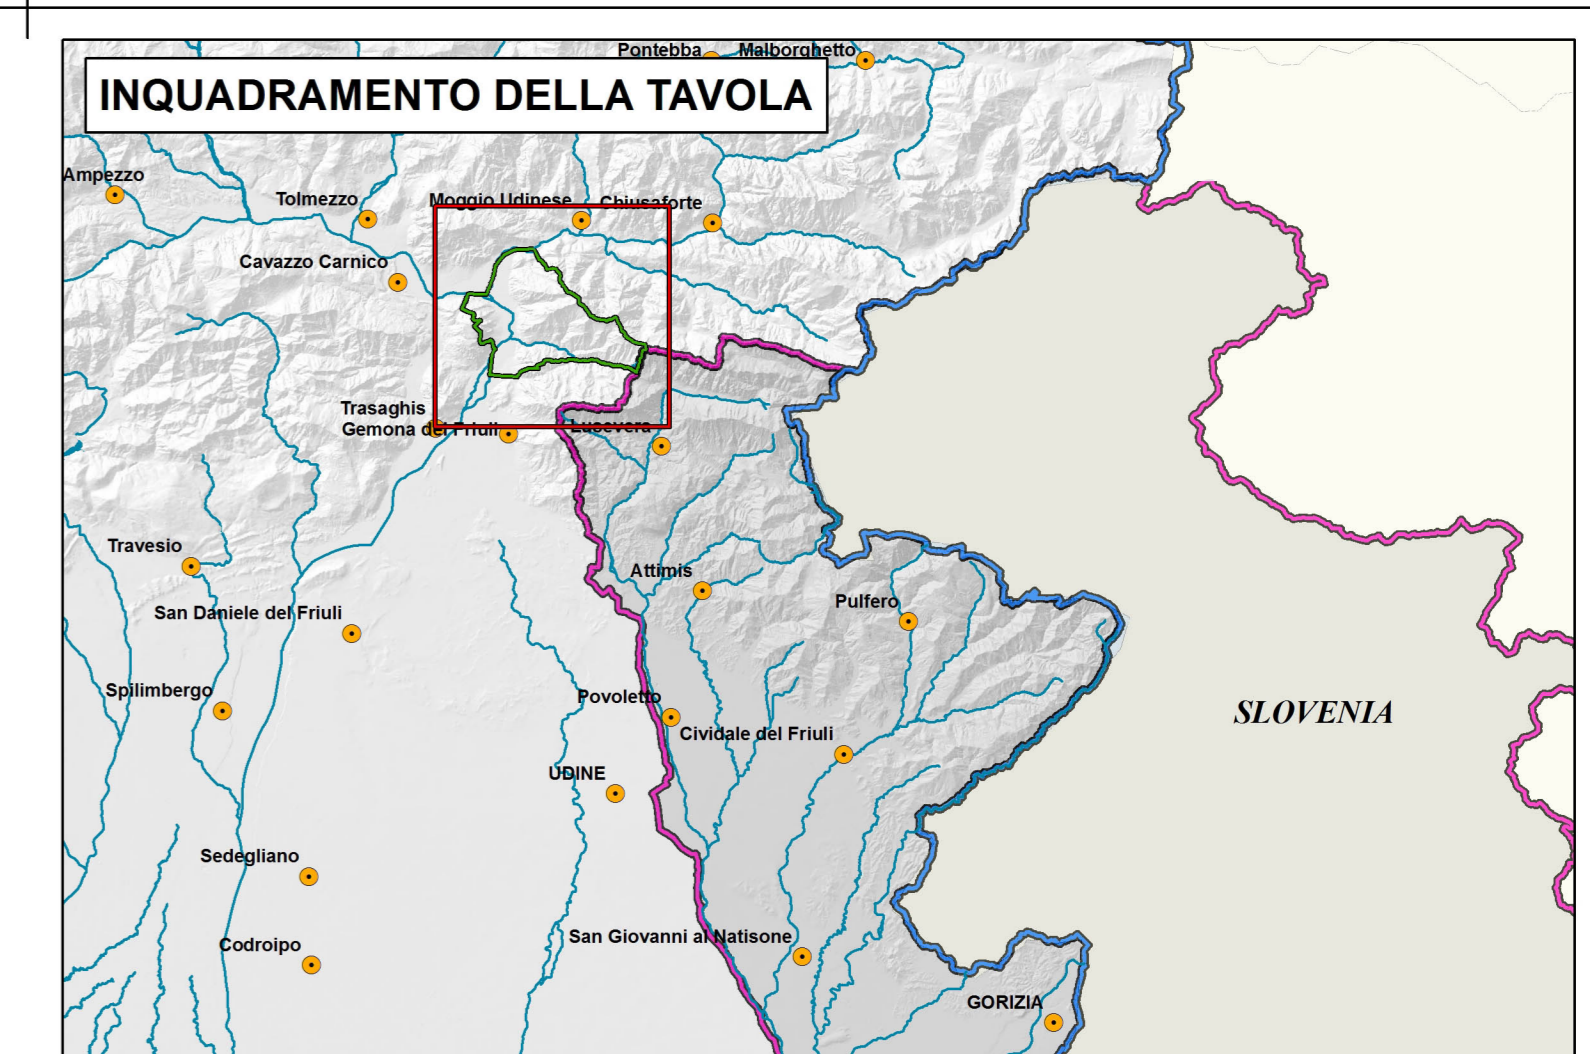 Pontebba
Malborghetto
INQUADRAMENTO DELLA TAVOLA
Ampezzo
Tolmezzo
Moggio Udinese
Chiusaforte
Cavazzo Carnico
Trasaghis
Gemona del Friuli
Lusevera
Travesio
Attimis
Pulfero
San Daniele del Friuli
Spilimbergo
Povoletto
SLOVENIA
Cividale del Friuli
UDINE
Sedegliano
San Giovanni al Natisone
Codroipo
GORIZIA